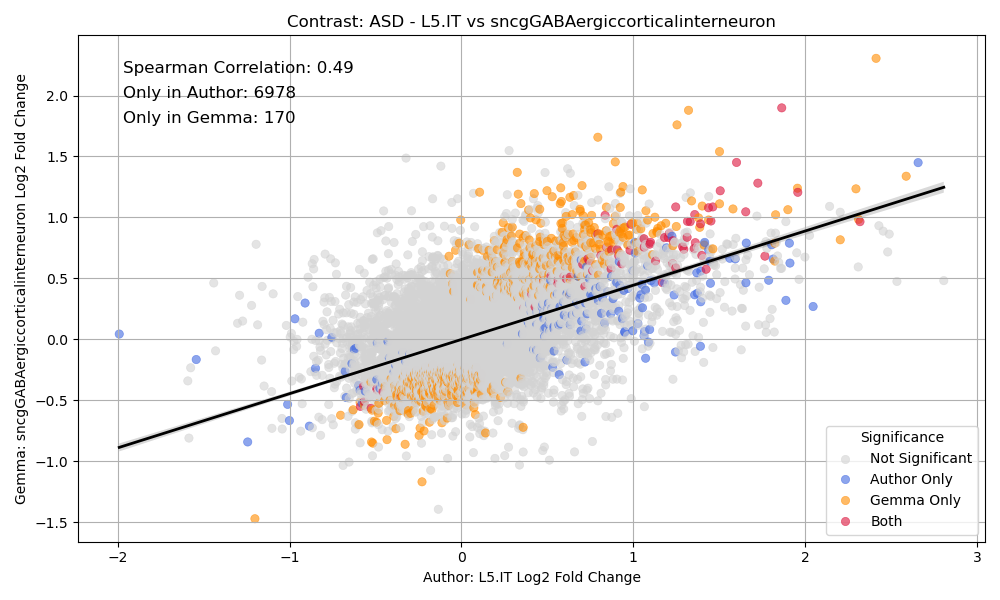 Contrast: ASD - L5.IT vs sncgGABAergiccorticalinterneuron
Spearman Correlation: 0.49
Only in Author: 6978
Only in Gemma: 170
Gemma: sncgGABAergiccorticalinterneuron Log2 Fold Change
2.0
1.5
1.0
0.5
0.0
−0.5
−1.0
−1.5
Significance
Not Significant
Author Only
Gemma Only
Both
−2
−1
0
1
2
3
Author: L5.IT Log2 Fold Change